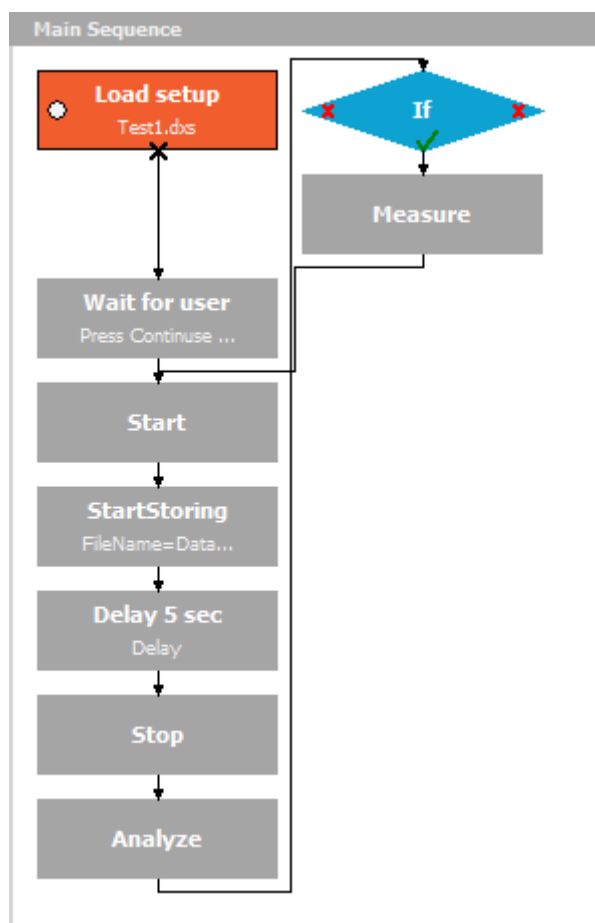 Main Sequence
Load setup
Test1.dxs
Wait for user
Press Continuse ...
Start
StartStoring
FileName=Data...
Delay 5 sec
Delay
Stop
Analyze
If
Measure